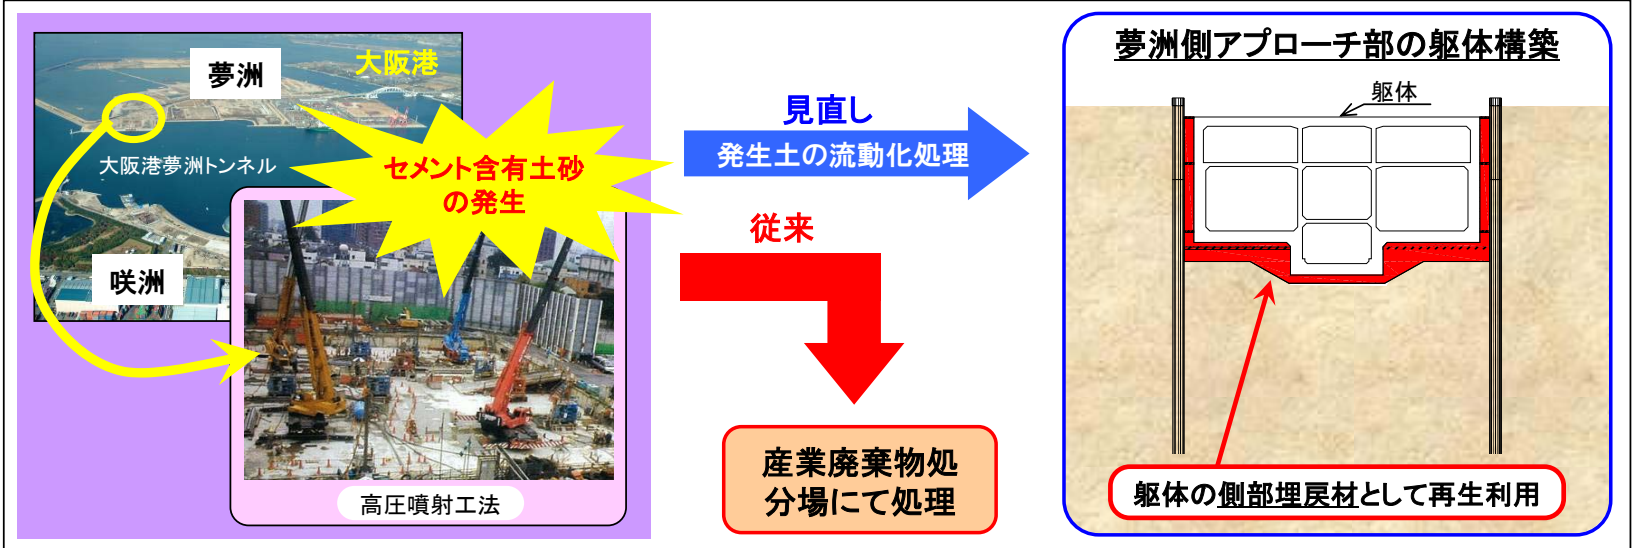 夢洲
大阪港
大阪港夢洲トンネル
咲洲
セメント含有土砂
の発生
高圧噴射工法
見直し
発生土の流動化処理
従来
産業廃棄物処
分場にて処理
夢洲側アプローチ部の躯体構築
躯体
躯体の側部埋戻材として再生利用